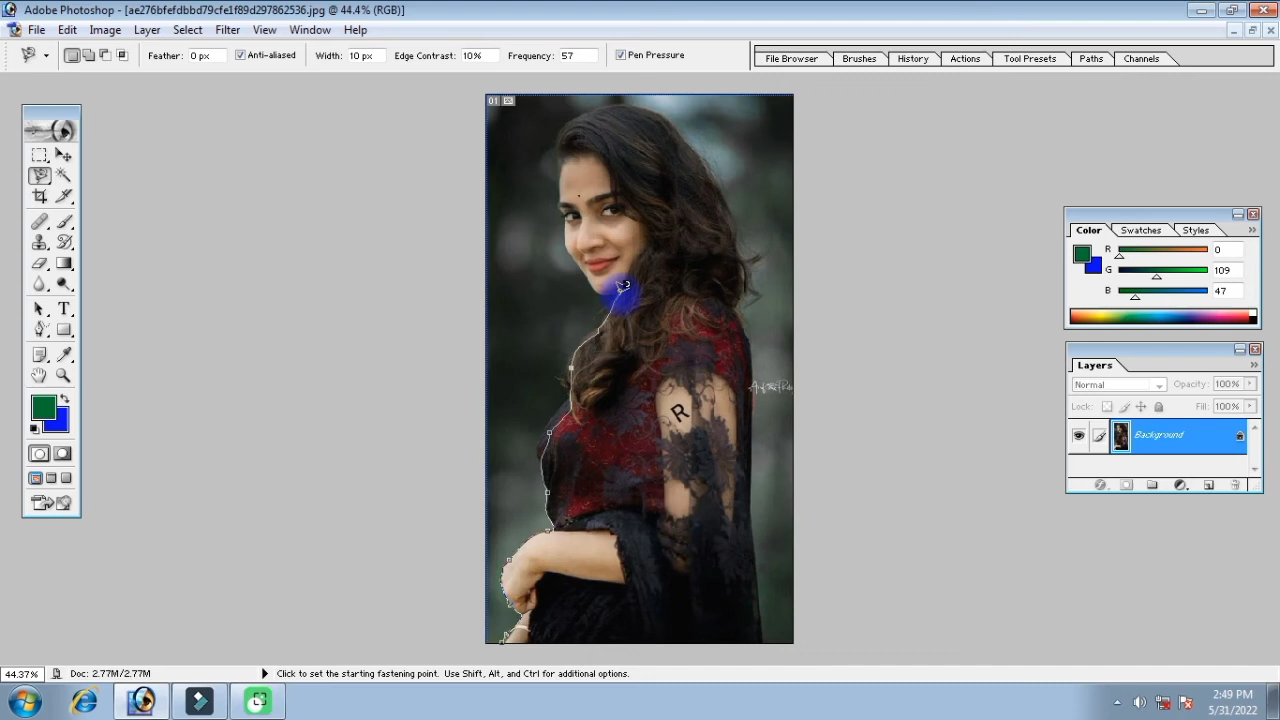 Adobe Photoshop - [ae276bfefdbbd79cfe1f89d297862536.jpg @ 44.4% (RGB)]
File Edit Image Layer Select Filter View Window Help
Feather: 0 px Anti-aliased Width: 10 px Edge Contrast: 10% Frequency: 57 Pen Pressure
File Browser Brushes History Actions Tool Presets Paths Channels
01
R
Color Swatches Styles
R 0
G 109
B 47
Layers
Normal Opacity: 100%
Lock: Fill: 100%
Background
T
44.37% Doc: 2.77M/2.77M Click to set the starting fastening point. Use Shift, Alt, and Ctrl for additional options.
2:49 PM
5/31/2022